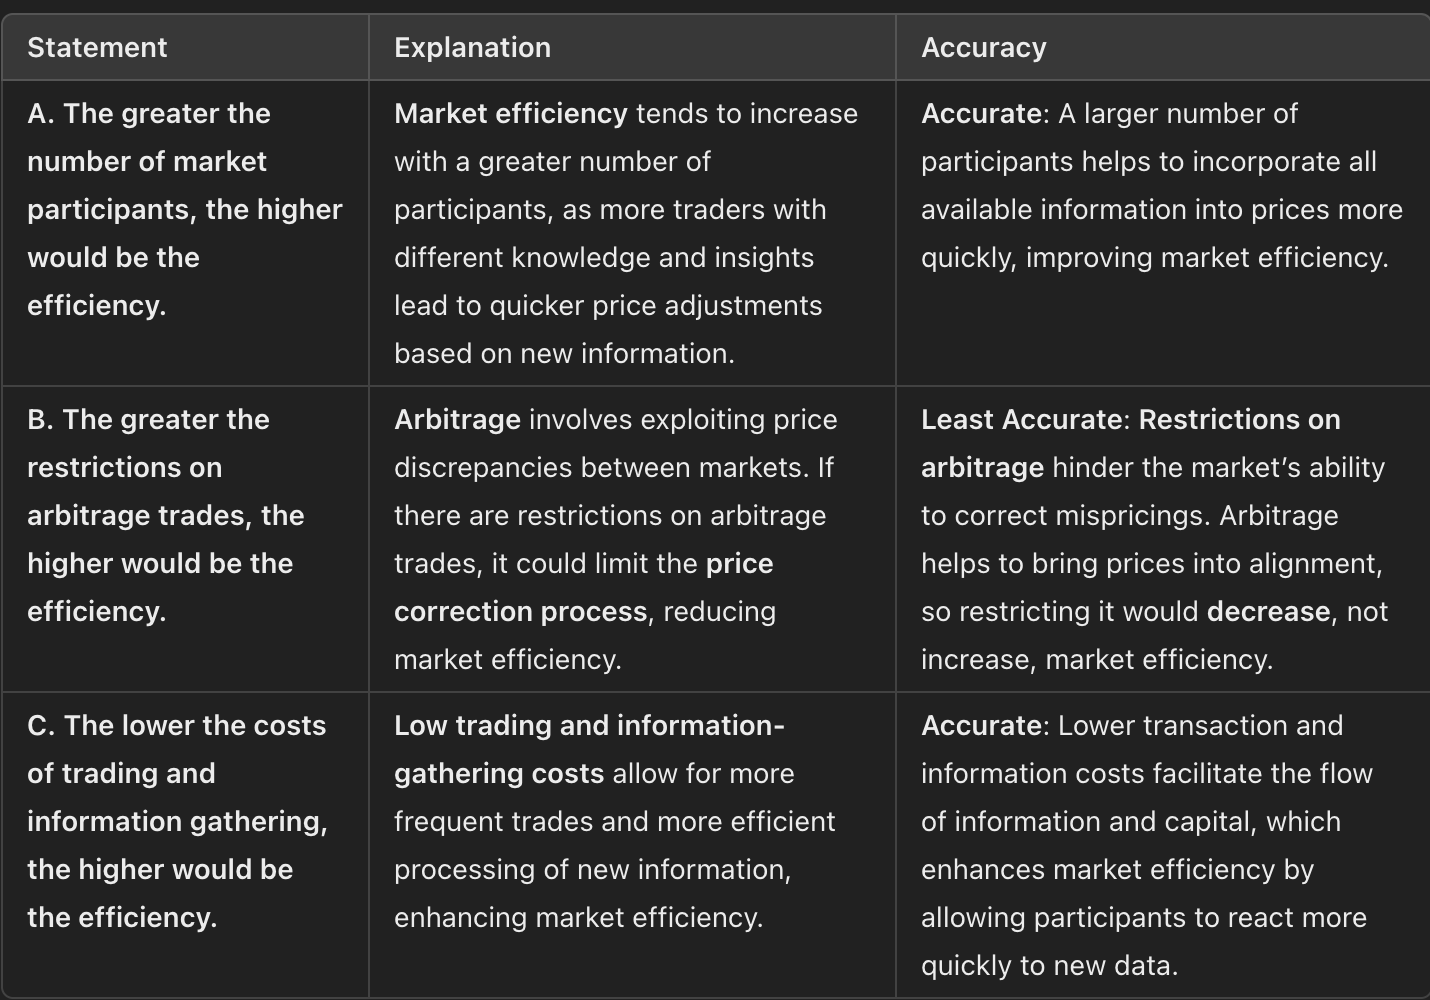 Statement
Explanation
Accuracy
A. The greater the
number of market
participants, the higher
would be the
efficiency.
Market efficiency tends to increase
with a greater number of
participants, as more traders with
different knowledge and insights
lead to quicker price adjustments
based on new information.
Accurate: A larger number of
participants helps to incorporate all
available information into prices more
quickly, improving market efficiency.
B. The greater the
restrictions on
arbitrage trades, the
higher would be the
efficiency.
Arbitrage involves exploiting price
discrepancies between markets. If
there are restrictions on arbitrage
trades, it could limit the price
correction process, reducing
market efficiency.
Least Accurate: Restrictions on
arbitrage hinder the market’s ability
to correct mispricings. Arbitrage
helps to bring prices into alignment,
so restricting it would decrease, not
increase, market efficiency.
C. The lower the costs
of trading and
information gathering,
the higher would be
the efficiency.
Low trading and information-
gathering costs allow for more
frequent trades and more efficient
processing of new information,
enhancing market efficiency.
Accurate: Lower transaction and
information costs facilitate the flow
of information and capital, which
enhances market efficiency by
allowing participants to react more
quickly to new data.